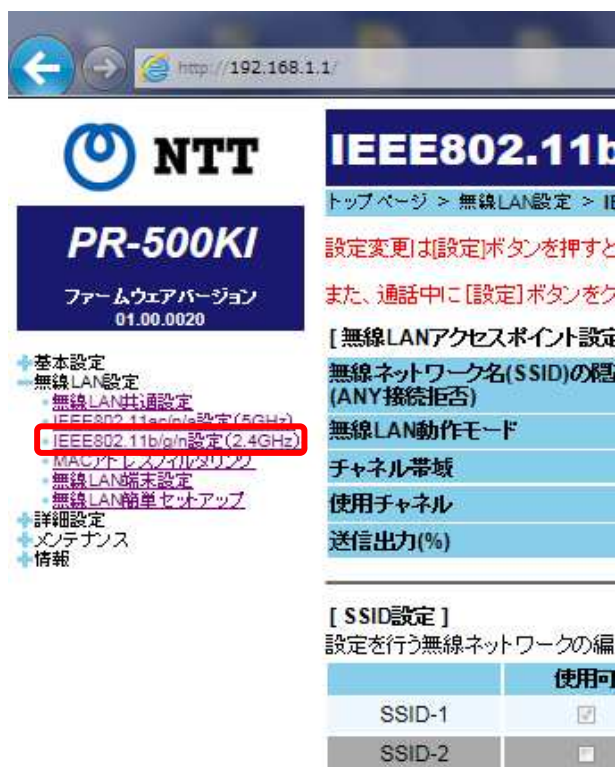 http://192.168.1.1/
NTT
PR-500KI
ファームウェアバージョン
01.00.0020
基本設定
無線LAN設定
無線LAN共通設定
IEEE802.11ac/n/a設定(5GHz)
IEEE802.11b/g/n設定(2.4GHz)
MACアドレスフィルタリング
無線LAN端末設定
無線LAN簡単セットアップ
詳細設定
メンテナンス
情報
IEEE802.11b
トップページ > 無線LAN設定 > IE
設定変更は[設定]ボタンを押すと
また、通話中に[設定]ボタンをク
[ 無線LANアクセスポイント設定
無線ネットワーク名(SSID)の隠
(ANY接続拒否)
無線LAN動作モード
チャネル帯域
使用チャネル
送信出力(%)
[ SSID設定 ]
設定を行う無線ネットワークの編
使用可
SSID-1
SSID-2